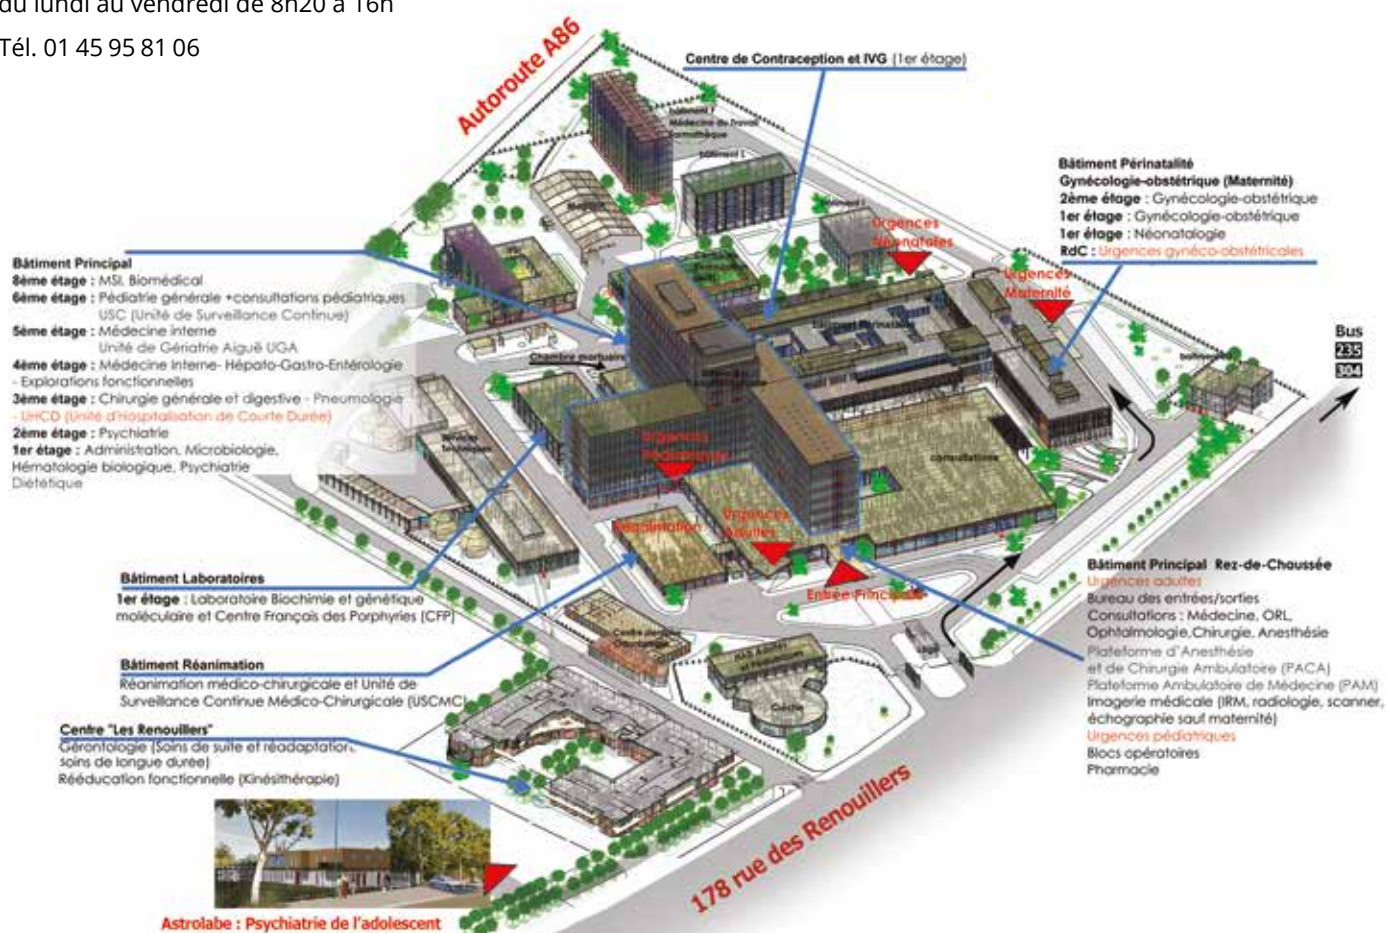 du lundi au vendredi de 8h20 à 16h
Tél. 01 45 95 81 06
Autoroute A86
Centre de Contraception et IVG (1er étage)
bâtiment F
Médecine du Travail
bâtiment I
Bâtiment Périnatalité
Gynécologie-obstétrique (Maternité)
2ème étage : Gynécologie-obstétrique
1er étage : Gynécologie-obstétrique
1er étage : Néonatalogie
RdC : Urgences gynéco-obstétricales
Urgences
Néonatales
Urgences
Maternité
Bâtiment Principal
8ème étage : MSI, Biomédical
6ème étage : Pédiatrie générale +consultations pédiatriques
USC (Unité de Surveillance Continue)
5ème étage : Médecine interne
Unité de Gériatrie Aiguë UGA
4ème étage : Médecine Interne- Hépato-Gastro-Entérologie
- Explorations fonctionnelles
3ème étage : Chirurgie générale et digestive - Pneumologie
- UHCD (Unité d'Hospitalisation de Courte Durée)
2ème étage : Psychiatrie
1er étage : Administration, Microbiologie,
Hématologie biologique, Psychiatrie
Diététique
Chambre mortuaire
Bus
235
304
consultations
Urgences
Pédiatriques
Réanimation
Urgences
Adultes
Entrée Principale
Bâtiment Laboratoires
1er étage : Laboratoire Biochimie et génétique
moléculaire et Centre Français des Porphyries (CFP)
Bâtiment Réanimation
Réanimation médico-chirurgicale et Unité de
Surveillance Continue Médico-Chirurgicale (USCMC)
Centre "Les Renouillers"
Gérontologie (Soins de suite et réadaptation,
soins de longue durée)
Rééducation fonctionnelle (Kinésithérapie)
Crèche
Bâtiment Principal Rez-de-Chaussée
Urgences adultes
Bureau des entrées/sorties
Consultations : Médecine, ORL,
Ophtalmologie,Chirurgie, Anesthésie
Plateforme d'Anesthésie
et de Chirurgie Ambulatoire (PACA)
Plateforme Ambulatoire de Médecine (PAM)
Imagerie médicale (IRM, radiologie, scanner,
échographie sauf maternité)
Urgences pédiatriques
Blocs opératoires
Pharmacie
178 rue des Renouillers
Astrolabe : Psychiatrie de l'adolescent